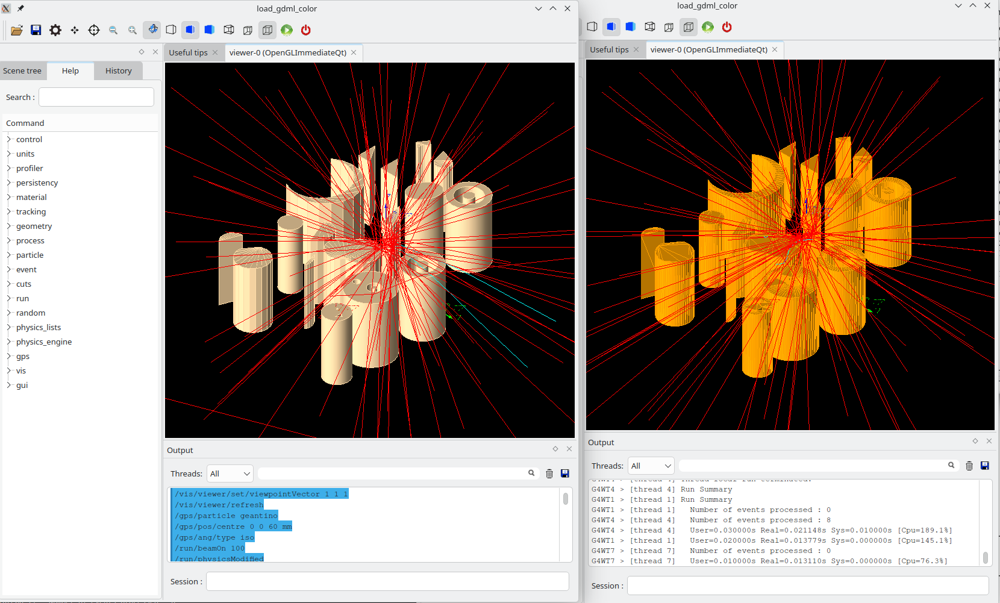 load_gdml_color
Useful tips
viewer-0 (OpenGLImmediateQt)
Scene tree
Help
History
Search :
Command
control
units
profiler
persistency
material
tracking
geometry
process
particle
event
cuts
run
random
physics_lists
physics_engine
gps
vis
gui
Output
Threads:
All
/vis/viewer/set/viewpointVector 1 1 1
/vis/viewer/refresh
/gps/particle geantino
/gps/pos/centre 0 0 60 mm
/gps/ang/type iso
/run/beamOn 100
/run/physicsModified
Session :
load_gdml_color
Useful tips
viewer-0 (OpenGLImmediateQt)
Output
Threads:
All
G4WT4 > [thread 4] Thread-local run terminated.
G4WT4 > [thread 4] Run Summary
G4WT1 > [thread 1] Run Summary
G4WT1 > [thread 1]   Number of events processed : 0
G4WT4 > [thread 4]   Number of events processed : 8
G4WT4 > [thread 4]   User=0.030000s Real=0.021148s Sys=0.010000s [Cpu=189.1%]
G4WT1 > [thread 1]   User=0.020000s Real=0.013779s Sys=0.000000s [Cpu=145.1%]
G4WT7 > [thread 7]   Number of events processed : 0
G4WT7 > [thread 7]   User=0.010000s Real=0.013110s Sys=0.000000s [Cpu=76.3%]
Session :